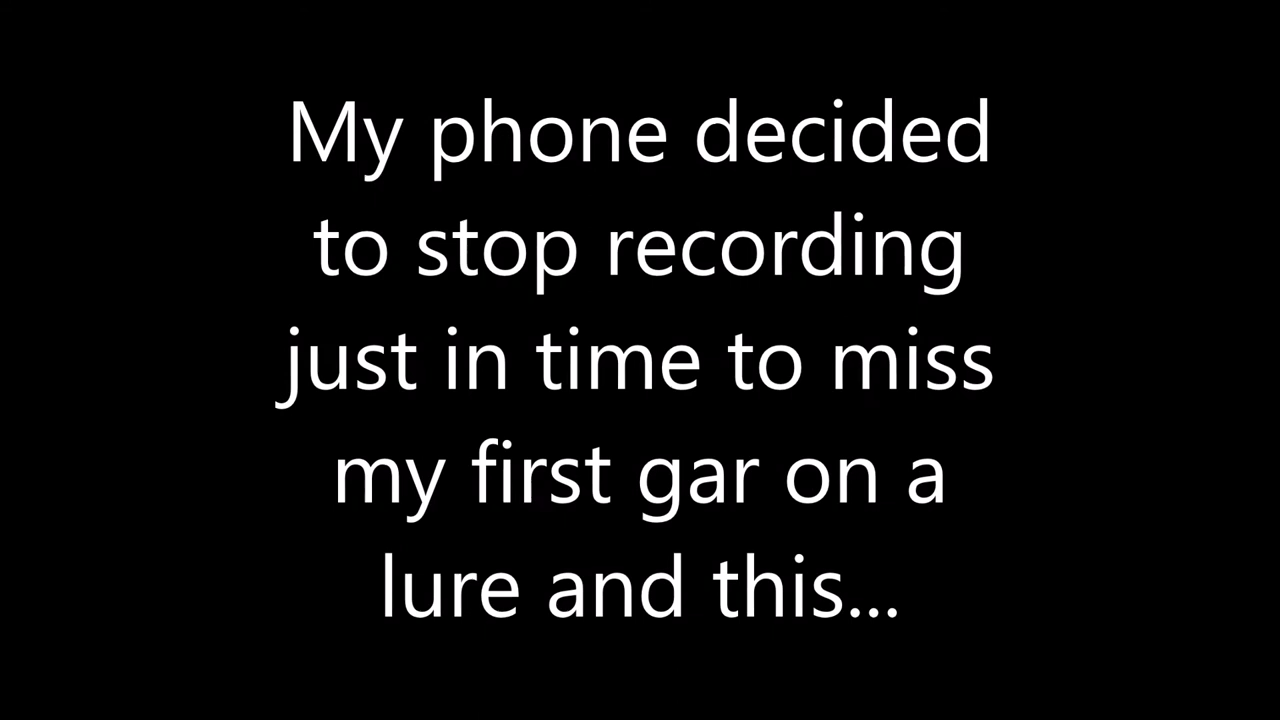 My phone decided
to stop recording
just in time to miss
my first gar on a
lure and this...